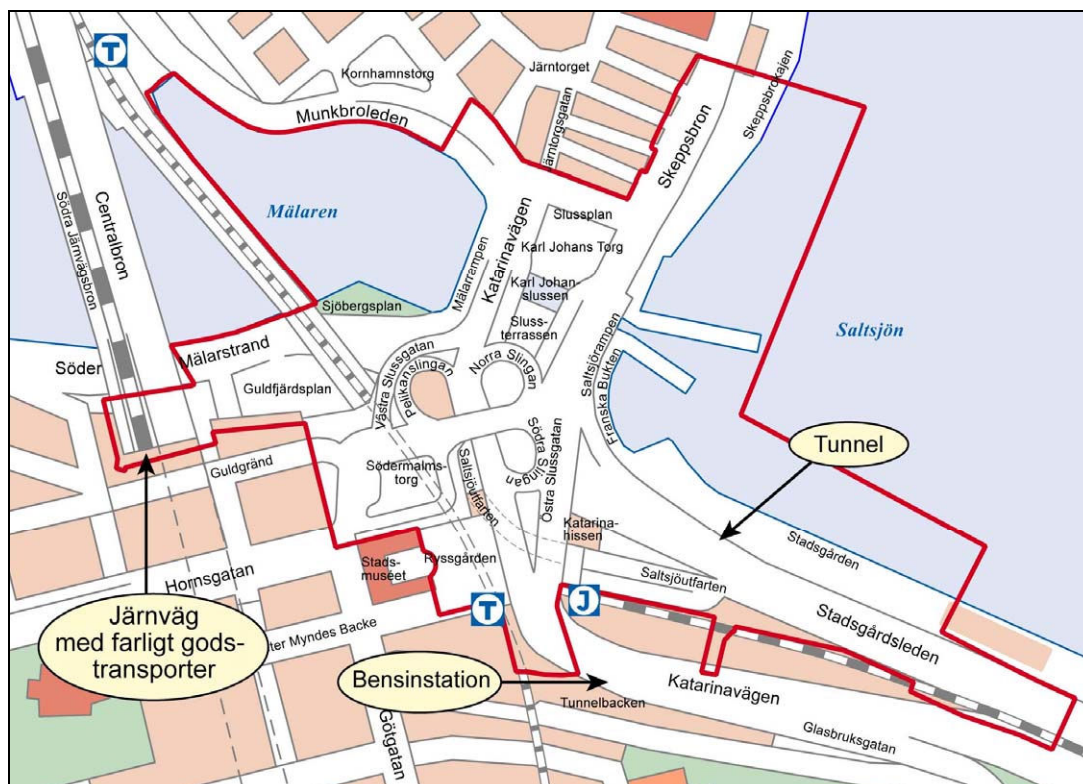 T
Kornhamnstorg
Järntorget
Munkbroleden
Järntorgsgatan
Skeppsbron
Skeppsbrokajen
Centralbron
Södra Järnvägsbron
Mälaren
Katarinavägen
Slussplan
Karl Johans Torg
Karl Johan-
slussen
Mälarrampen
Sluss-
terrassen
Sjöbergsplan
Saltsjön
Söder
Mälarstrand
Guldfjärdsplan
Västra Slussgatan
Pelikanslingan
Norra Slingan
Saltsjörampen
Franska Bukten
Tunnel
Guldgränd
Södermalms-
torg
Saltsjöutfarten
Södra Slingan
Östra Slussgatan
Katarina-
hissen
Stadsgården
Hornsgatan
Stads-
museet
Ryssgården
Saltsjöutfarten
T
J
Stadsgårdsleden
Järnväg
med farligt gods-
transporter
ter Myndes Backe
Bensinstation
Katarinavägen
Tunnelbacken
Götgatan
Glasbruksgatan